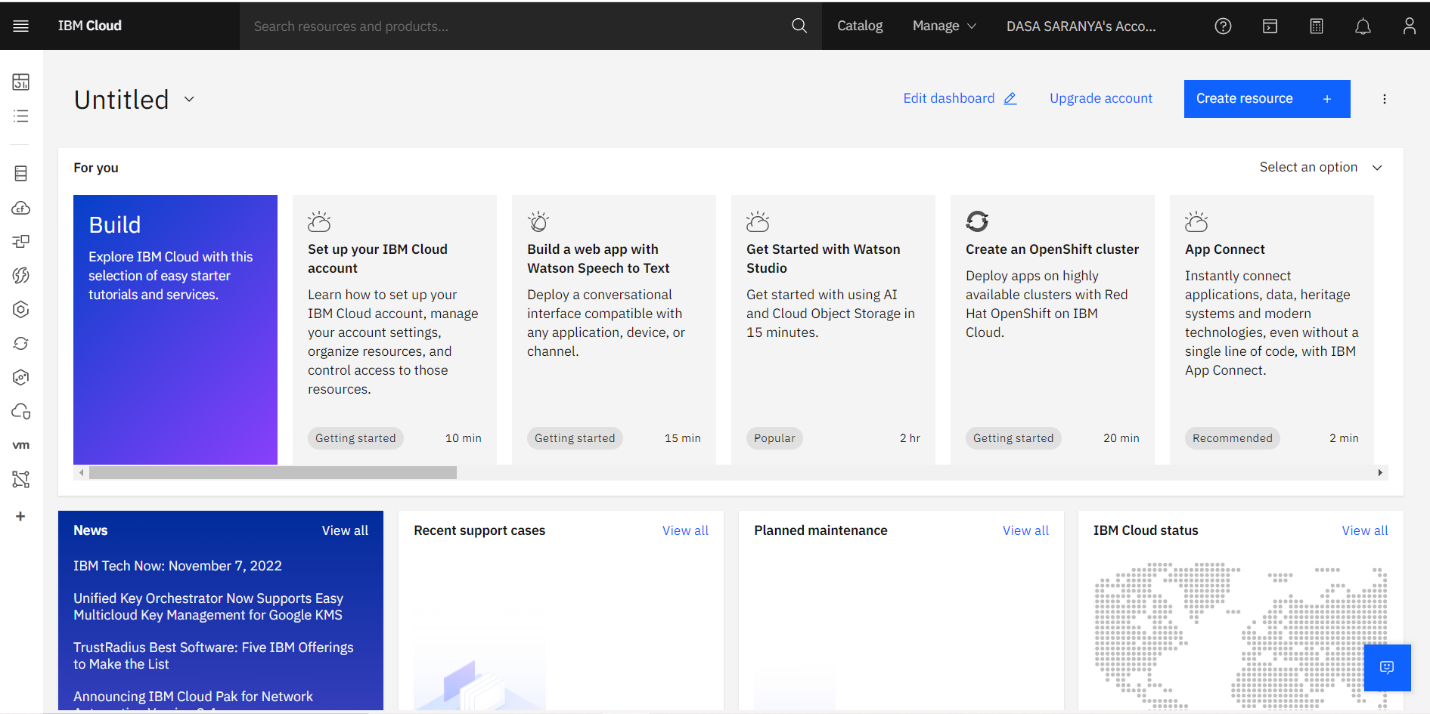 IBM Cloud
Search resources and products...
Catalog
Manage
DASA SARANYA's Acco...
Untitled
Edit dashboard
Upgrade account
Create resource +
For you
Select an option
Build
Explore IBM Cloud with this
selection of easy starter
tutorials and services.
Set up your IBM Cloud
account
Learn how to set up your
IBM Cloud account, manage
your account settings,
organize resources, and
control access to those
resources.
Getting started
10 min
Build a web app with
Watson Speech to Text
Deploy a conversational
interface compatible with
any application, device, or
channel.
Getting started
15 min
Get Started with Watson
Studio
Get started with using AI
and Cloud Object Storage in
15 minutes.
Popular
2 hr
Create an OpenShift cluster
Deploy apps on highly
available clusters with Red
Hat OpenShift on IBM
Cloud.
Getting started
20 min
App Connect
Instantly connect
applications, data, heritage
systems and modern
technologies, even without a
single line of code, with IBM
App Connect.
Recommended
2 min
cf
vm
+
News
View all
IBM Tech Now: November 7, 2022
Unified Key Orchestrator Now Supports Easy
Multicloud Key Management for Google KMS
TrustRadius Best Software: Five IBM Offerings
to Make the List
Announcing IBM Cloud Pak for Network
Recent support cases
View all
Planned maintenance
View all
IBM Cloud status
View all